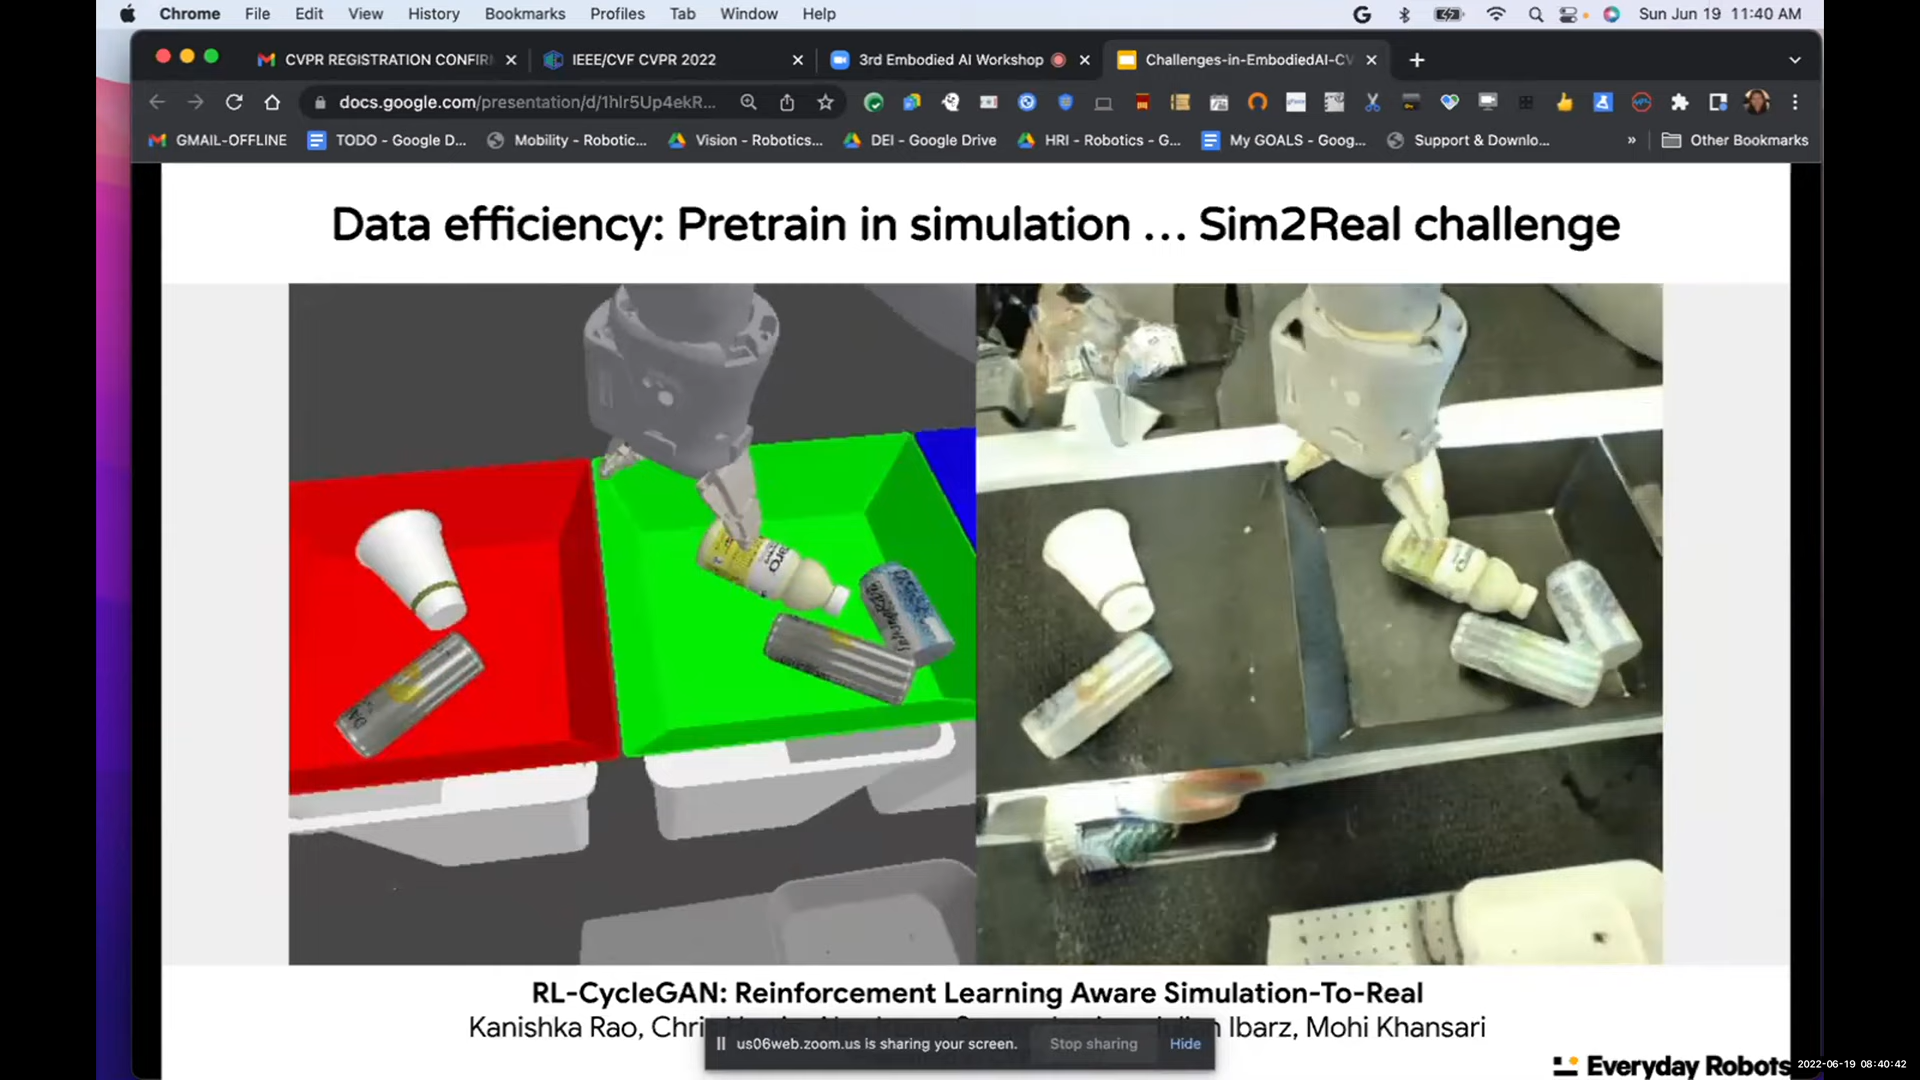 Chrome File Edit View History Bookmarks Profiles Tab Window Help Sun Jun 19 11:40 AM
CVPR REGISTRATION CONFIR IEEE/CVF CVPR 2022 3rd Embodied AI Workshop Challenges-in-EmbodiedAI-CV
docs.google.com/presentation/d/1hlr5Up4ekR...
GMAIL-OFFLINE TODO - Google D... Mobility - Robotic... Vision - Robotics... DEI - Google Drive HRI - Robotics - G... My GOALS - Goog... Support & Downlo... » Other Bookmarks
Data efficiency: Pretrain in simulation ... Sim2Real challenge
RL-CycleGAN: Reinforcement Learning Aware Simulation-To-Real
Kanishka Rao, Ibarz, Mohi Khansari
us06web.zoom.us is sharing your screen. Stop sharing Hide
Everyday Robots
2022-06-19 08:40:42